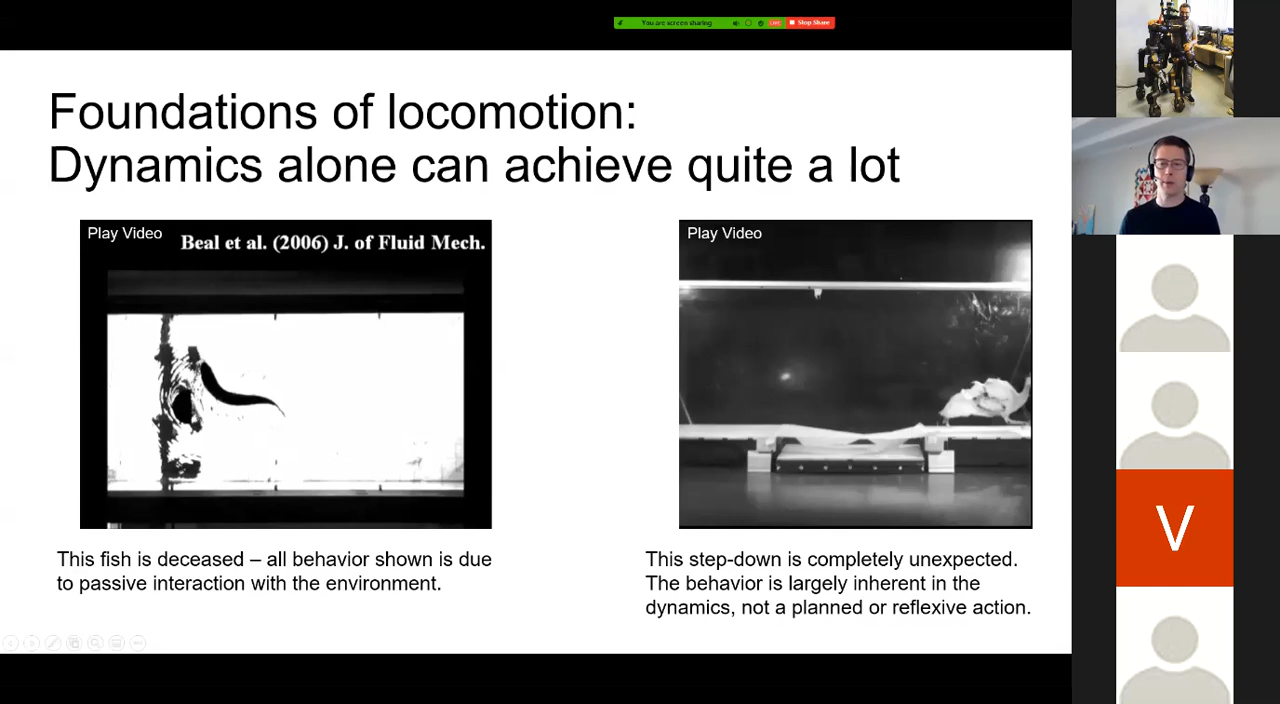 You are screen sharing
LIVE
Stop Share
Foundations of locomotion:
Dynamics alone can achieve quite a lot
Play Video
Beal et al. (2006) J. of Fluid Mech.
Play Video
This fish is deceased – all behavior shown is due
to passive interaction with the environment.
This step-down is completely unexpected.
The behavior is largely inherent in the
dynamics, not a planned or reflexive action.
V